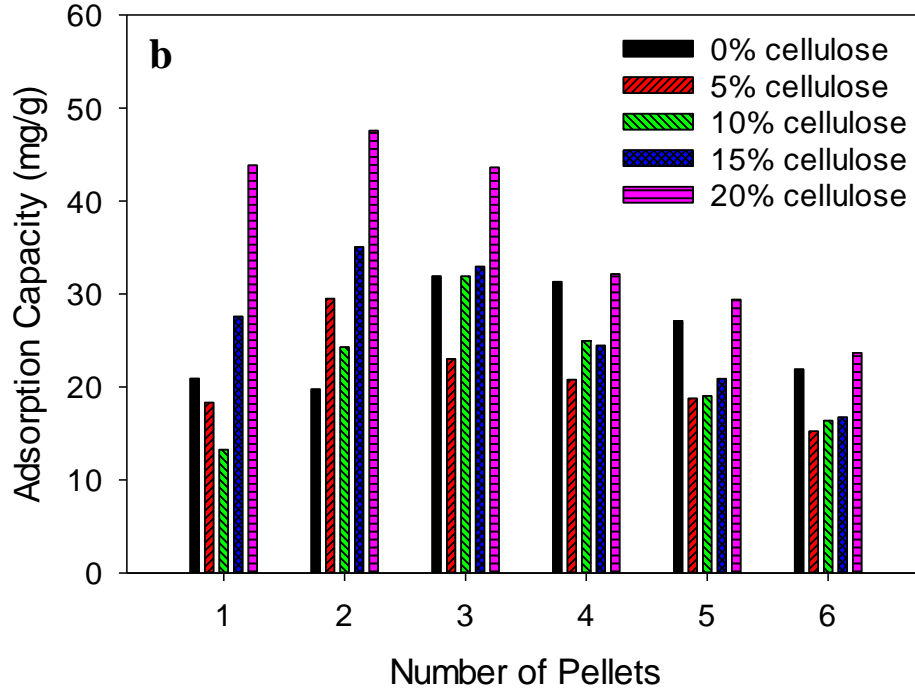 b
0% cellulose
5% cellulose
10% cellulose
15% cellulose
20% cellulose
Adsorption Capacity (mg/g)
60
50
40
30
20
10
0
1 2 3 4 5 6
Number of Pellets